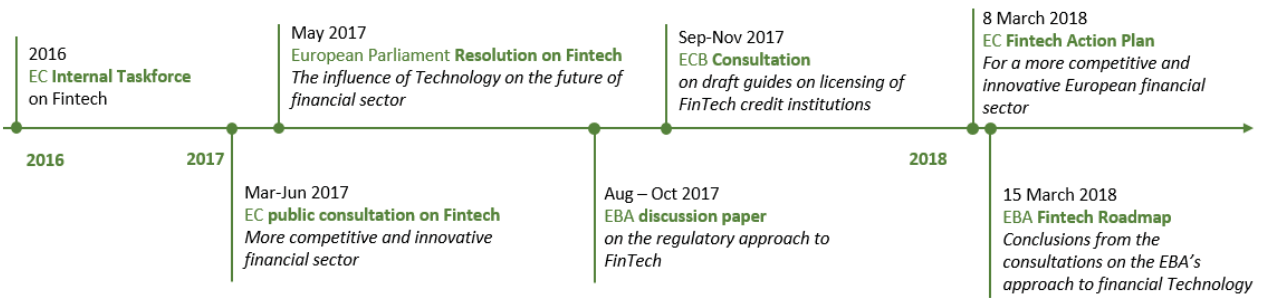 2016
EC Internal Taskforce
on Fintech
May 2017
European Parliament Resolution on Fintech
The influence of Technology on the future of
financial sector
Sep-Nov 2017
ECB Consultation
on draft guides on licensing of
FinTech credit institutions
8 March 2018
EC Fintech Action Plan
For a more competitive and
innovative European financial
sector
2016
2017
2018
Mar-Jun 2017
EC public consultation on Fintech
More competitive and innovative
financial sector
Aug – Oct 2017
EBA discussion paper
on the regulatory approach to
FinTech
15 March 2018
EBA Fintech Roadmap
Conclusions from the
consultations on the EBA's
approach to financial Technology